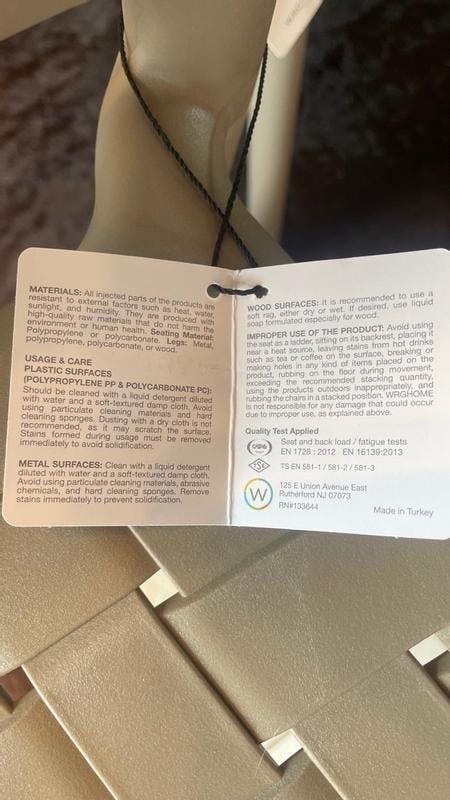 MATERIALS: All injected parts of the products are
resistant to external factors such as heat, water,
sunlight, and humidity. They are produced with
high-quality raw materials that do not harm the
environment or human health. Seating Material:
Polypropylene or polycarbonate. Legs: Metal,
polypropylene, polycarbonate, or wood.
USAGE & CARE
PLASTIC SURFACES
(POLYPROPYLENE PP & POLYCARBONATE PC):
Should be cleaned with a liquid detergent diluted
with water and a soft-textured damp cloth. Avoid
using particulate cleaning materials and hard
cleaning sponges. Dusting with a dry cloth is not
recommended, as it may scratch the surface.
Stains formed during usage must be removed
immediately to avoid solidification.
METAL SURFACES: Clean with a liquid detergent
diluted with water and a soft-textured damp cloth.
Avoid using particulate cleaning materials, abrasive
chemicals, and hard cleaning sponges. Remove
stains immediately to prevent solidification.
WOOD SURFACES: It is recommended to use a
soft rag, either dry or wet. If desired, use liquid
soap formulated especially for wood.
IMPROPER USE OF THE PRODUCT: Avoid using
the seat as a ladder, sitting on its backrest, placing it
near a heat source, leaving stains from hot drinks
such as tea or coffee on the surface, breaking or
making holes in any kind of items placed on the
product, rubbing on the floor during movement,
exceeding the recommended stacking quantity,
using the products outdoors inappropriately, and
rubbing the chairs in a stacked position. WRGHOME
is not responsible for any damage that could occur
due to improper use, as explained above.
Quality Test Applied
Seat and back load / fatigue tests
EN 1728 : 2012 EN 16139:2013
TSE
TS EN 581-1 / 581-2 / 581-3
W
125 E Union Avenue East
Rutherford NJ 07073
RN#133644
Made in Turkey